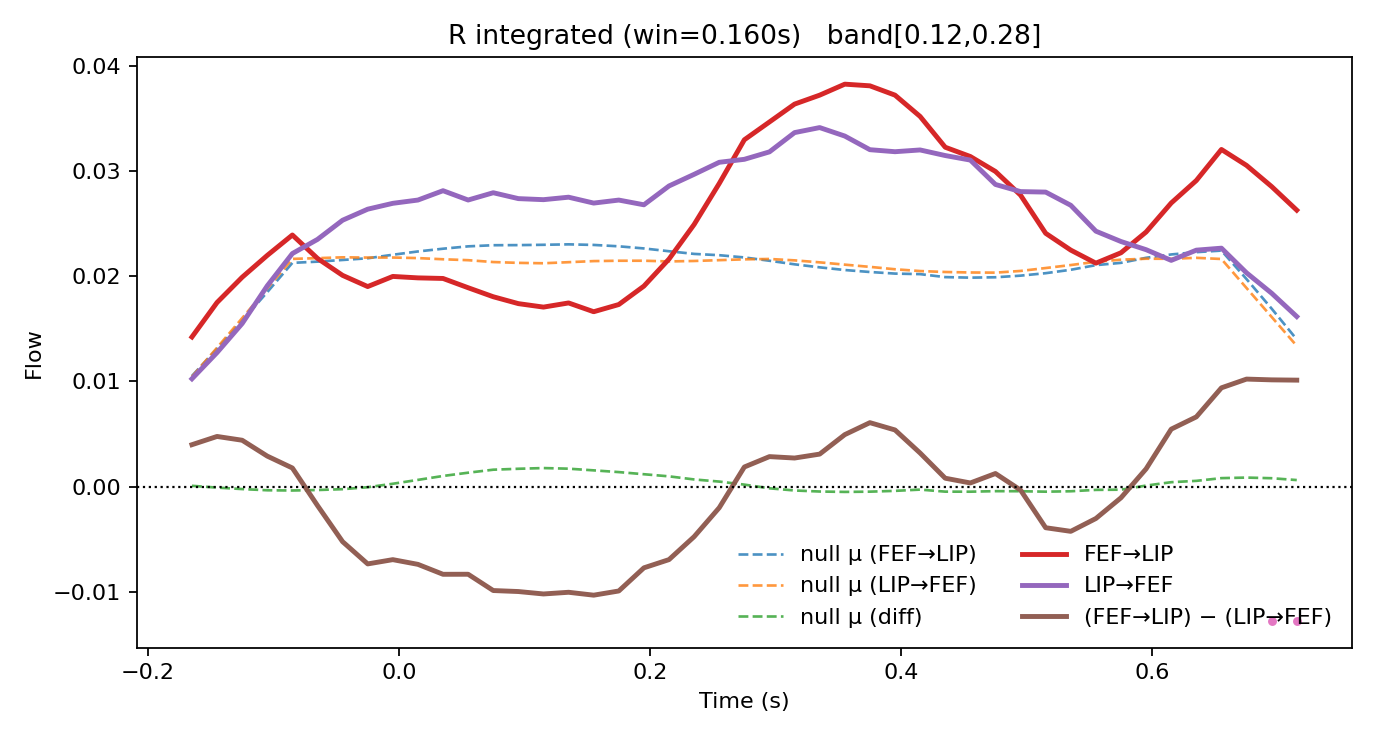 R integrated (win=0.160s)   band[0.12,0.28]
0.04
0.03
0.02
0.01
0.00
−0.01
Flow
null μ (FEF→LIP)
null μ (LIP→FEF)
null μ (diff)
FEF→LIP
LIP→FEF
(FEF→LIP) − (LIP→FEF)
−0.2
0.0
0.2
0.4
0.6
Time (s)